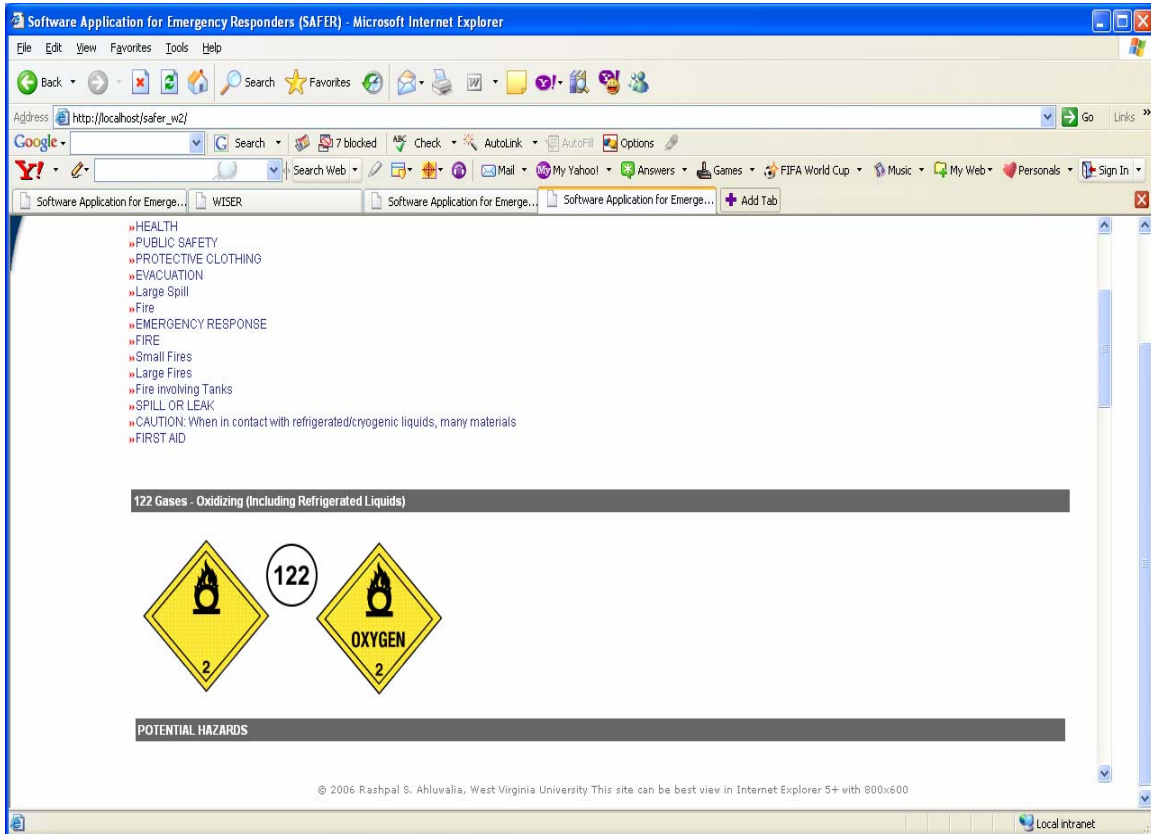 Software Application for Emergency Responders (SAFER) - Microsoft Internet Explorer
File Edit View Favorites Tools Help
Back Search Favorites
Address http://localhost/safer_w2/ Go Links »
Google Search 7 blocked ABC Check AutoLink AutoFill Options
Y! Search Web Mail My Yahoo! Answers Games FIFA World Cup Music My Web Personals Sign In
Software Application for Emerge... WISER Software Application for Emerge... Software Application for Emerge... Add Tab
»HEALTH
»PUBLIC SAFETY
»PROTECTIVE CLOTHING
»EVACUATION
»Large Spill
»Fire
»EMERGENCY RESPONSE
»FIRE
»Small Fires
»Large Fires
»Fire involving Tanks
»SPILL OR LEAK
»CAUTION: When in contact with refrigerated/cryogenic liquids, many materials
»FIRST AID
122 Gases - Oxidizing (Including Refrigerated Liquids)
122
OXYGEN
2 2
POTENTIAL HAZARDS
© 2006 Rashpal S. Ahluwalia, West Virginia University This site can be best view in Internet Explorer 5+ with 800x600
Local intranet